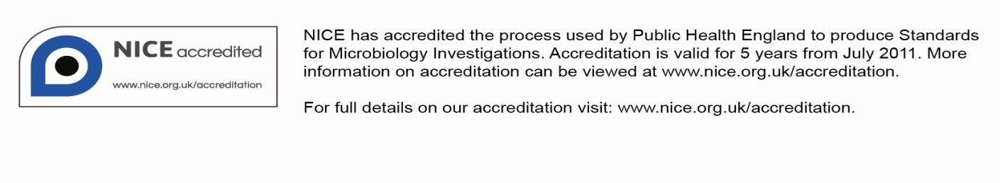 NICE accredited
www.nice.org.uk/accreditation
NICE has accredited the process used by Public Health England to produce Standards
for Microbiology Investigations. Accreditation is valid for 5 years from July 2011. More
information on accreditation can be viewed at www.nice.org.uk/accreditation.
For full details on our accreditation visit: www.nice.org.uk/accreditation.